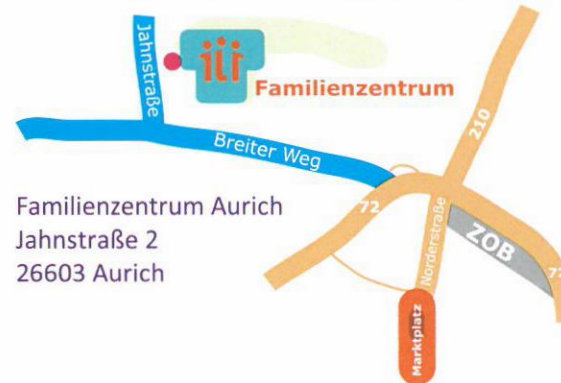 Jahnstraße
ili
Familienzentrum
210
Breiter Weg
72
Norderstraße
ZOB
Familienzentrum Aurich
Jahnstraße 2
26603 Aurich
Marktplatz